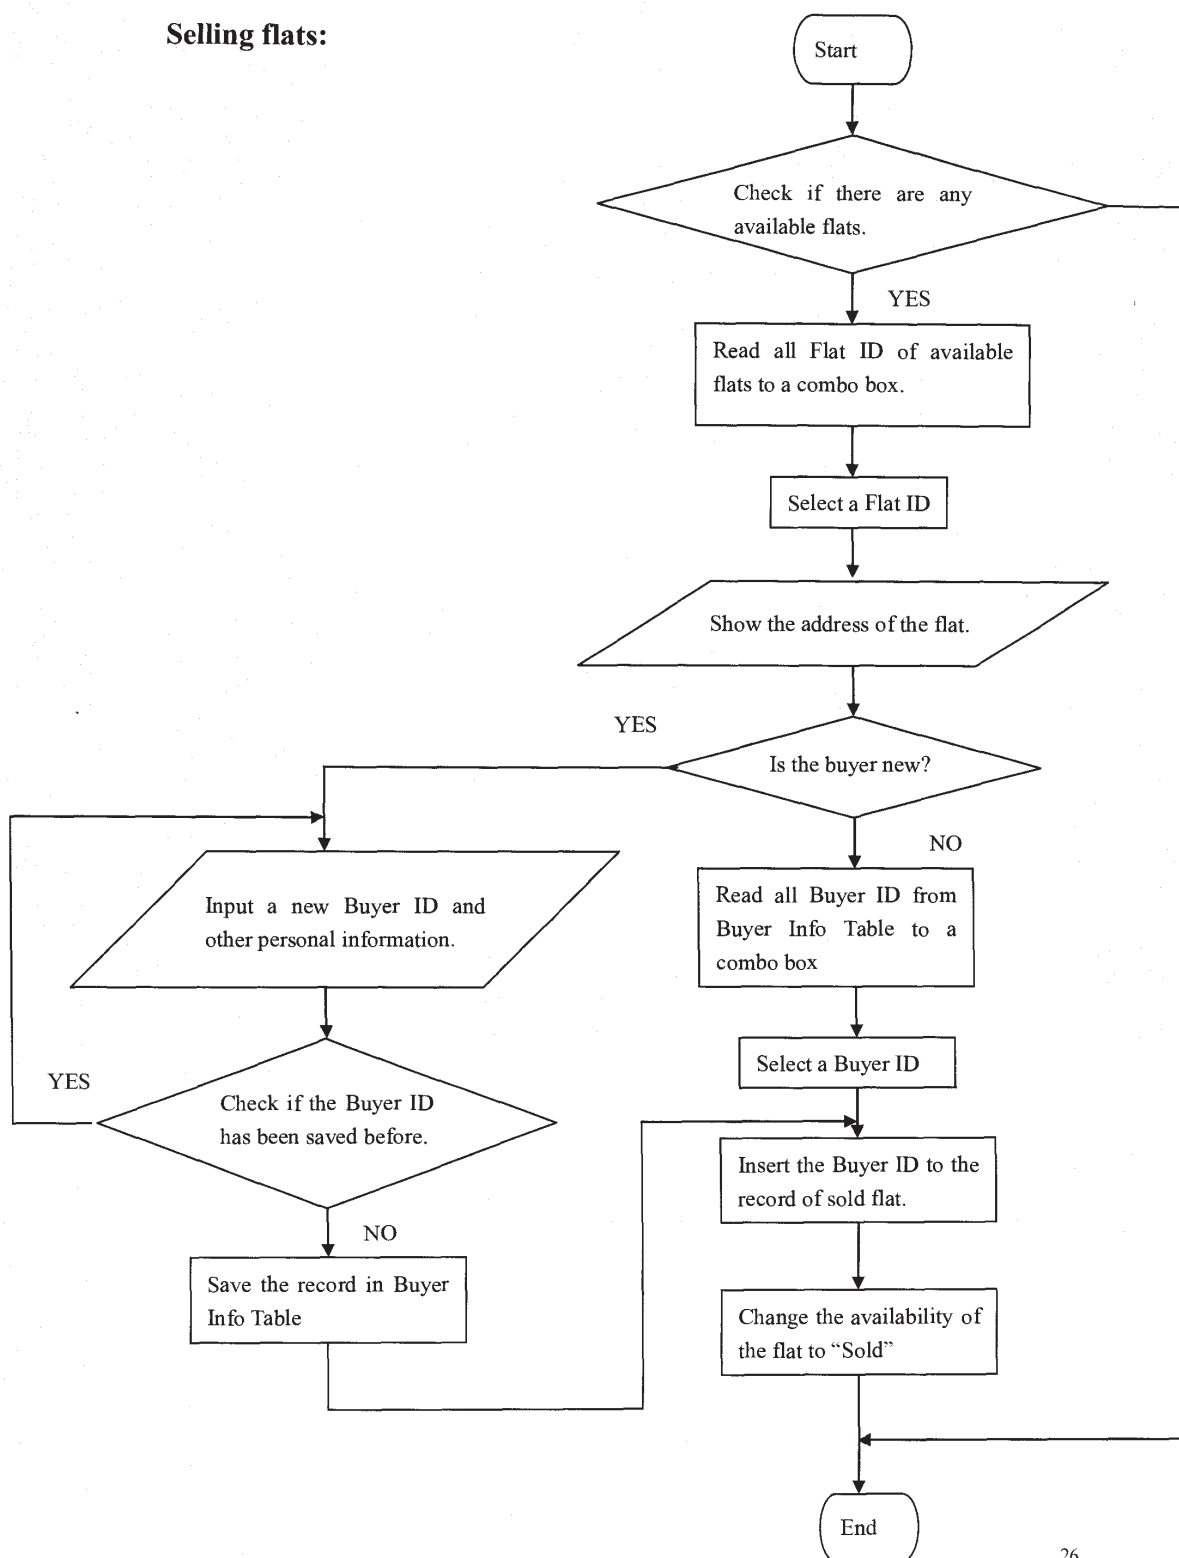 Selling flats:
Start
Check if there are any
available flats.
YES
Read all Flat ID of available
flats to a combo box.
Select a Flat ID
Show the address of the flat.
YES
Is the buyer new?
NO
Input a new Buyer ID and
other personal information.
Read all Buyer ID from
Buyer Info Table to a
combo box
Select a Buyer ID
YES
Check if the Buyer ID
has been saved before.
Insert the Buyer ID to the
record of sold flat.
NO
Save the record in Buyer
Info Table
Change the availability of
the flat to “Sold”
End
26